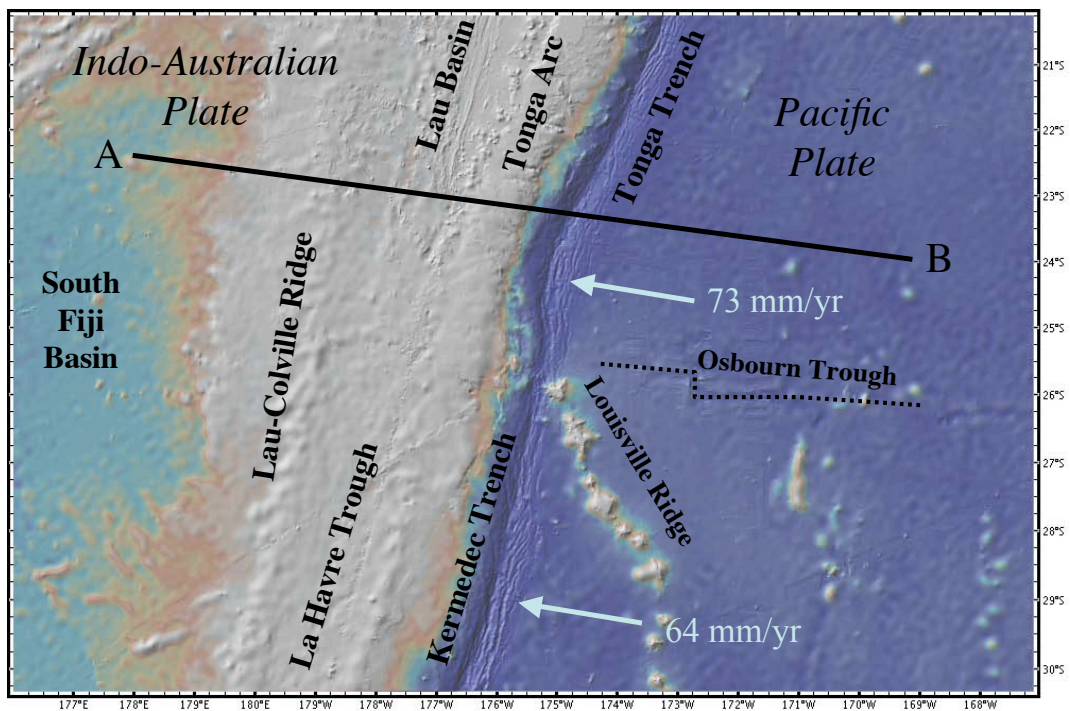 Indo-Australian
Plate
Lau Basin
Tonga Arc
Tonga Trench
Pacific
Plate
A
B
South
Fiji
Basin
Lau-Colville Ridge
73 mm/yr
Osbourn Trough
Louisville Ridge
La Havre Trough
Kermedec Trench
64 mm/yr
21°S
22°S
23°S
24°S
25°S
26°S
27°S
28°S
29°S
30°S
177°E
178°E
179°E
180°E
179°W
178°W
177°W
176°W
175°W
174°W
173°W
172°W
171°W
170°W
169°W
168°W